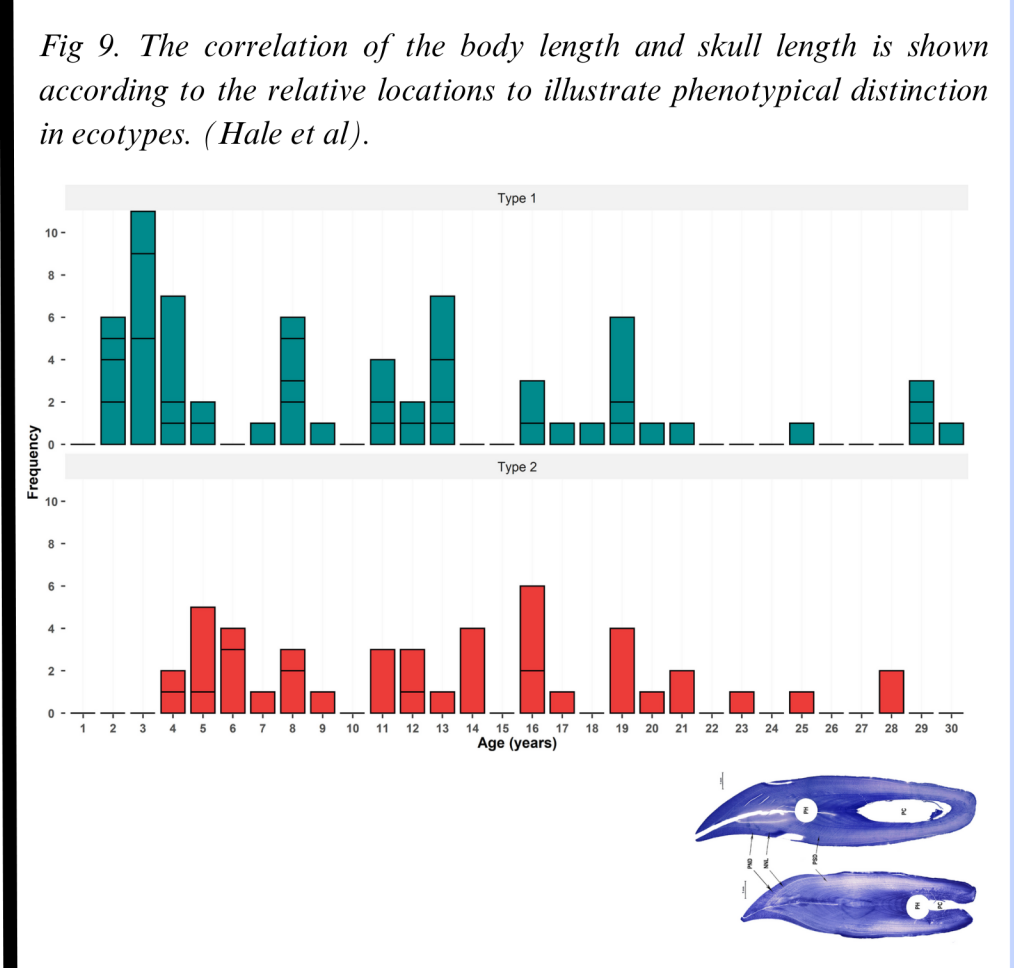 Fig 9. The correlation of the body length and skull length is shown
according to the relative locations to illustrate phenotypical distinction
in ecotypes. (Hale et al).
Type 1
10
8
6
4
2
0
Frequency
Type 2
10
8
6
4
2
0
1 2 3 4 5 6 7 8 9 10 11 12 13 14 15 16 17 18 19 20 21 22 23 24 25 26 27 28 29 30
Age (years)
PH
PC
PND
NNL
PSD
PH
PC